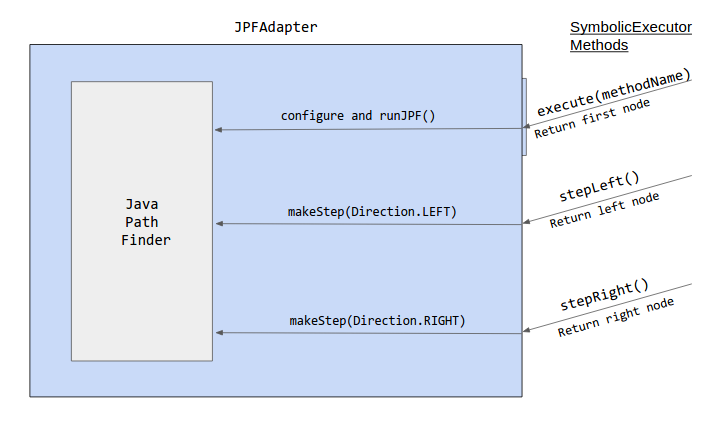 JPFAdapter
SymbolicExecutor
Methods
execute(methodName)
Return first node
configure and runJPF()
stepLeft()
Return left node
makeStep(Direction.LEFT)
Java
Path
Finder
stepRight()
Return right node
makeStep(Direction.RIGHT)